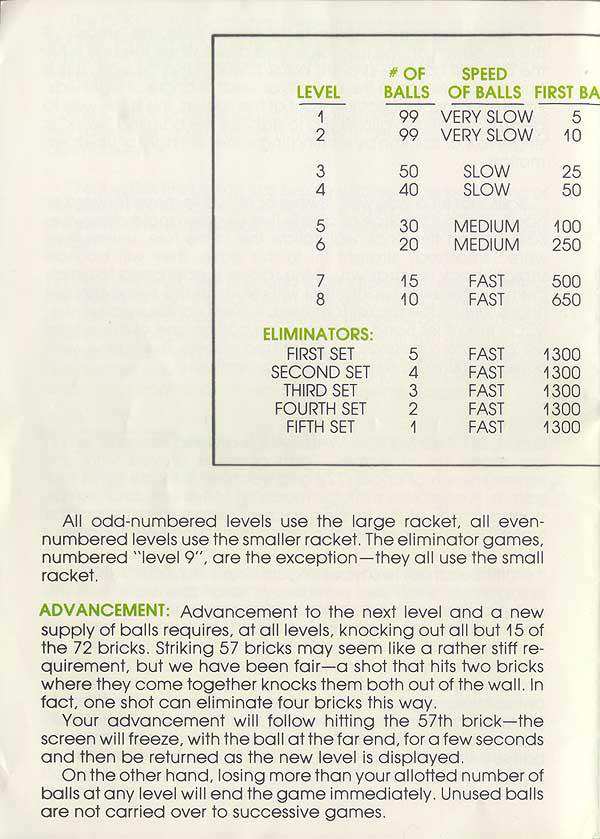 # OF SPEED
LEVEL BALLS OF BALLS FIRST BA
1 99 VERY SLOW 5
2 99 VERY SLOW 10
3 50 SLOW 25
4 40 SLOW 50
5 30 MEDIUM 100
6 20 MEDIUM 250
7 15 FAST 500
8 10 FAST 650
ELIMINATORS:
FIRST SET 5 FAST 1300
SECOND SET 4 FAST 1300
THIRD SET 3 FAST 1300
FOURTH SET 2 FAST 1300
FIFTH SET 1 FAST 1300
All odd-numbered levels use the large racket, all even-
numbered levels use the smaller racket. The eliminator games,
numbered "level 9", are the exception—they all use the small
racket.
ADVANCEMENT: Advancement to the next level and a new
supply of balls requires, at all levels, knocking out all but 15 of
the 72 bricks. Striking 57 bricks may seem like a rather stiff re-
quirement, but we have been fair—a shot that hits two bricks
where they come together knocks them both out of the wall. In
fact, one shot can eliminate four bricks this way.
Your advancement will follow hitting the 57th brick—the
screen will freeze, with the ball at the far end, for a few seconds
and then be returned as the new level is displayed.
On the other hand, losing more than your allotted number of
balls at any level will end the game immediately. Unused balls
are not carried over to successive games.